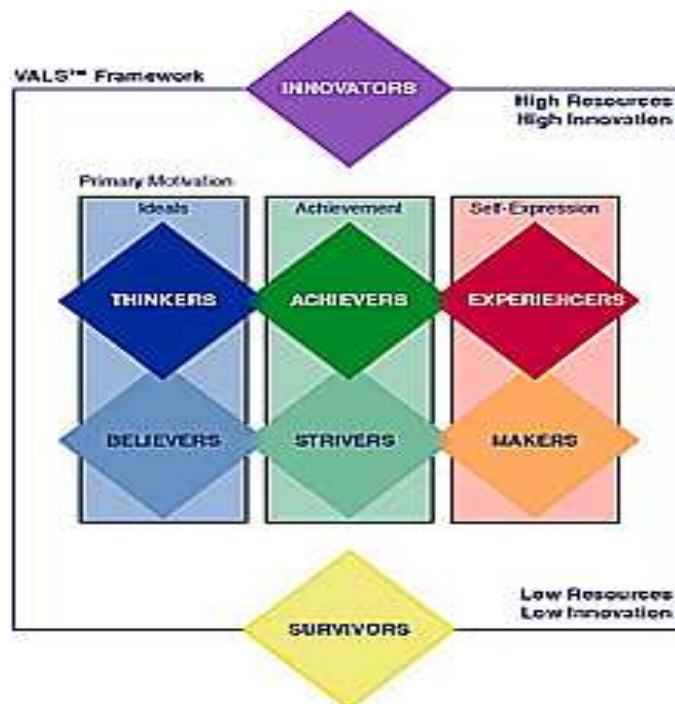 VALS™ Framework
INNOVATORS
High Resources
High Innovation
Primary Motivation
Ideals
Achievement
Self-Expression
THINKERS
ACHIEVERS
EXPERIENCERS
BELIEVERS
STRIVERS
MAKERS
Low Resources
Low Innovation
SURVIVORS